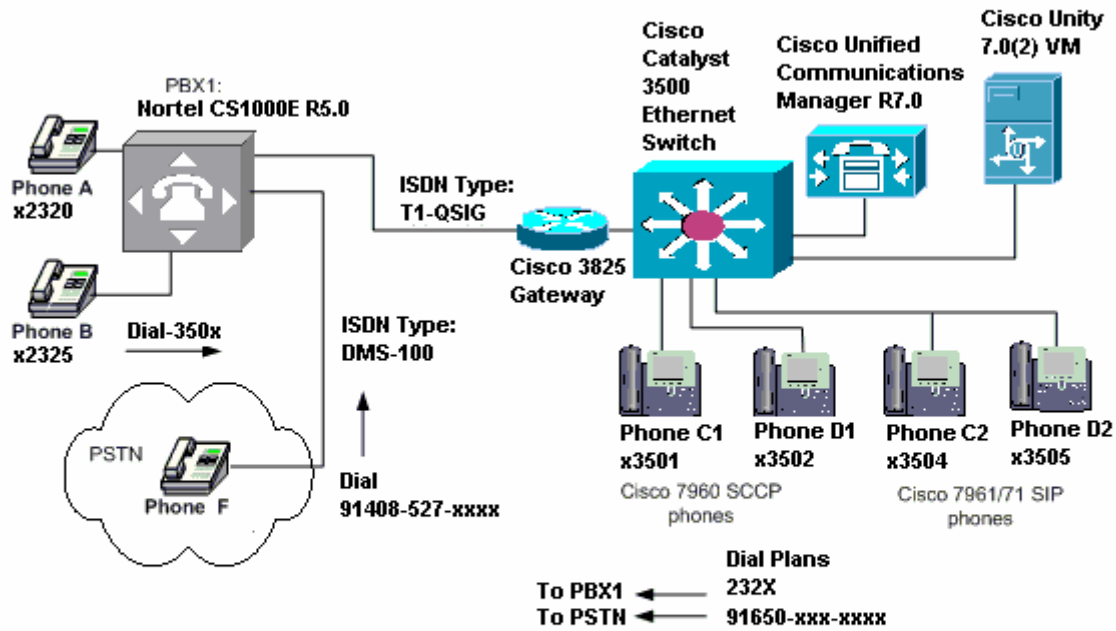 PBX1:
Nortel CS1000E R5.0
Phone A
x2320
Phone B
x2325
Dial-350x
ISDN Type:
T1-QSIG
ISDN Type:
DMS-100
PSTN
Phone F
Dial
91408-527-xxxx
Cisco 3825
Gateway
Cisco
Catalyst
3500
Ethernet
Switch
Cisco Unified
Communications
Manager R7.0
Cisco Unity
7.0(2) VM
U
Phone C1
x3501
Phone D1
x3502
Phone C2
x3504
Phone D2
x3505
Cisco 7960 SCCP
phones
Cisco 7961/71 SIP
phones
Dial Plans
To PBX1
232X
To PSTN
91650-xxx-xxxx